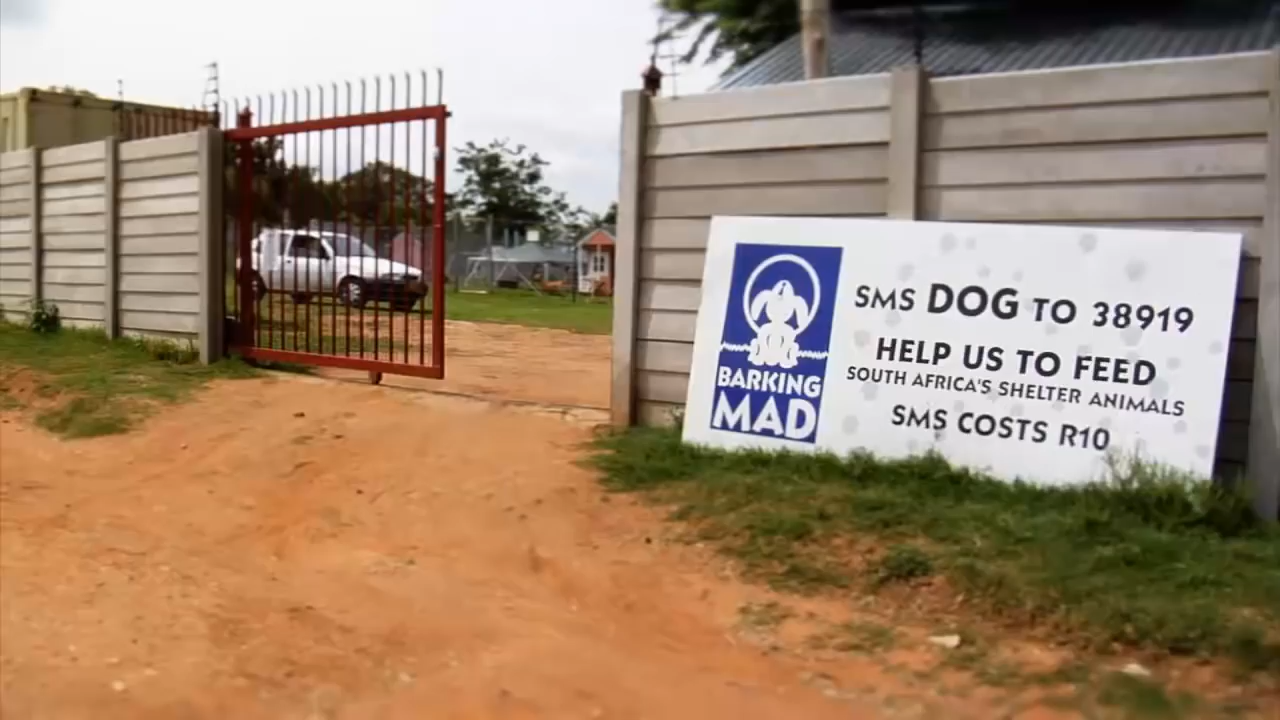 BARKING
MAD
SMS DOG TO 38919
HELP US TO FEED
SOUTH AFRICA'S SHELTER ANIMALS
SMS COSTS R10